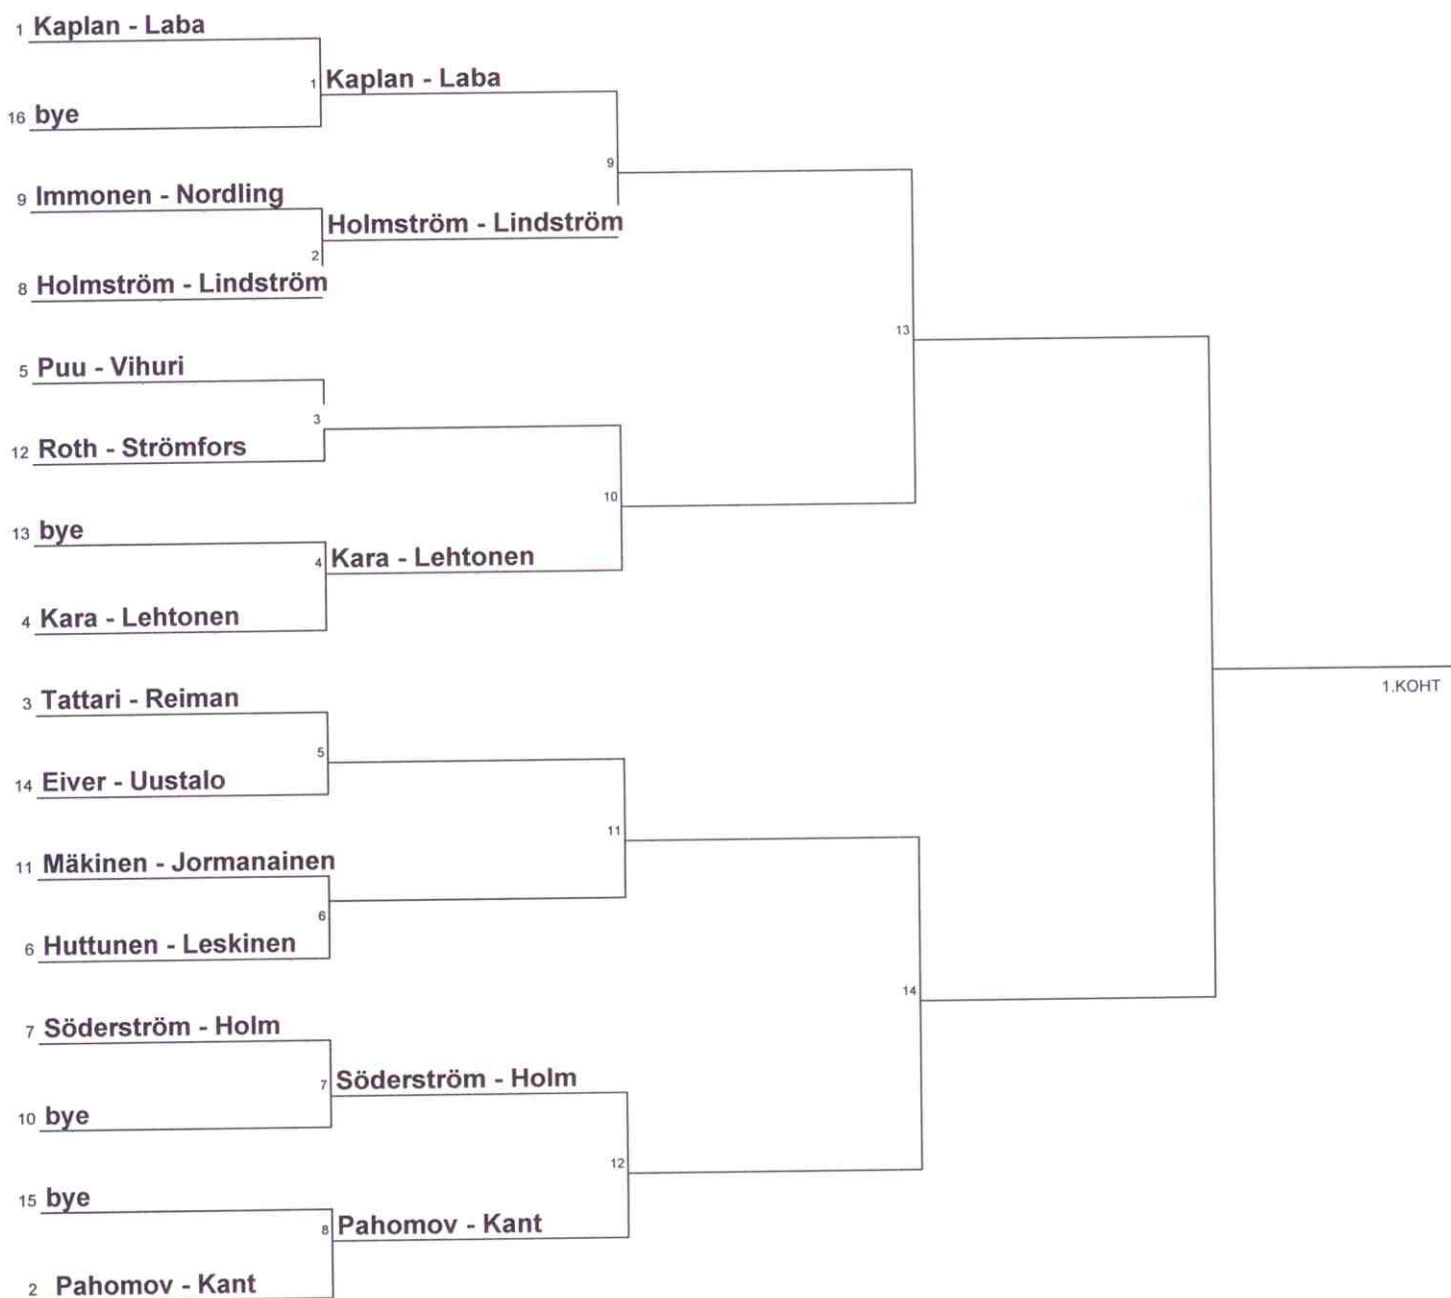 1 Kaplan - Laba
1 Kaplan - Laba
16 bye
9
9 Immonen - Nordling
Holmström - Lindström
2
8 Holmström - Lindström
13
5 Puu - Vihuri
3
12 Roth - Strömfors
10
13 bye
4 Kara - Lehtonen
4 Kara - Lehtonen
1.KOHT
3 Tattari - Reiman
5
14 Eiver - Uustalo
11
11 Mäkinen - Jormanainen
6
6 Huttunen - Leskinen
14
7 Söderström - Holm
7 Söderström - Holm
10 bye
12
15 bye
8 Pahomov - Kant
2 Pahomov - Kant